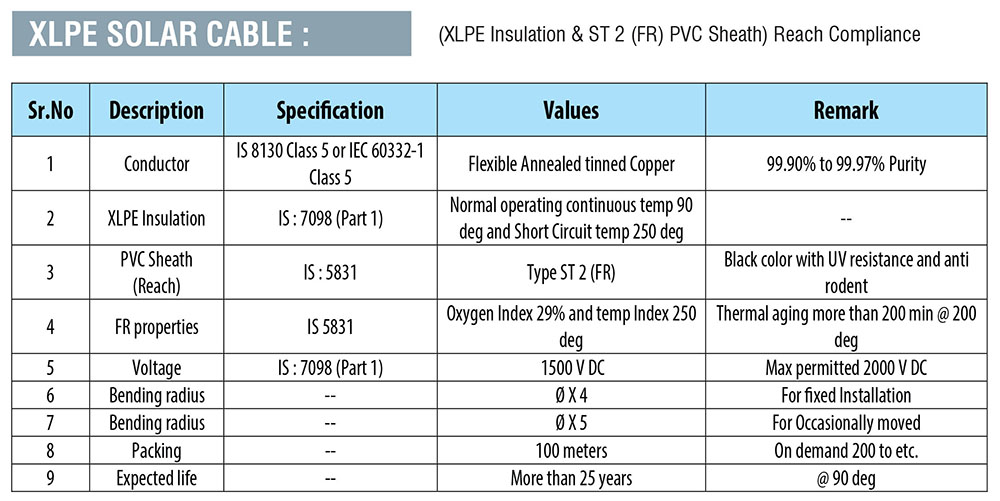 XLPE SOLAR CABLE :
(XLPE Insulation & ST 2 (FR) PVC Sheath) Reach Compliance
Sr.No Description Specification Values Remark
1 Conductor IS 8130 Class 5 or IEC 60332-1 Class 5 Flexible Annealed tinned Copper 99.90% to 99.97% Purity
2 XLPE Insulation IS : 7098 (Part 1) Normal operating continuous temp 90 deg and Short Circuit temp 250 deg --
3 PVC Sheath (Reach) IS : 5831 Type ST 2 (FR) Black color with UV resistance and anti rodent
4 FR properties IS 5831 Oxygen Index 29% and temp Index 250 deg Thermal aging more than 200 min @ 200 deg
5 Voltage IS : 7098 (Part 1) 1500 V DC Max permitted 2000 V DC
6 Bending radius -- Ø X 4 For fixed Installation
7 Bending radius -- Ø X 5 For Occasionally moved
8 Packing -- 100 meters On demand 200 to etc.
9 Expected life -- More than 25 years @ 90 deg